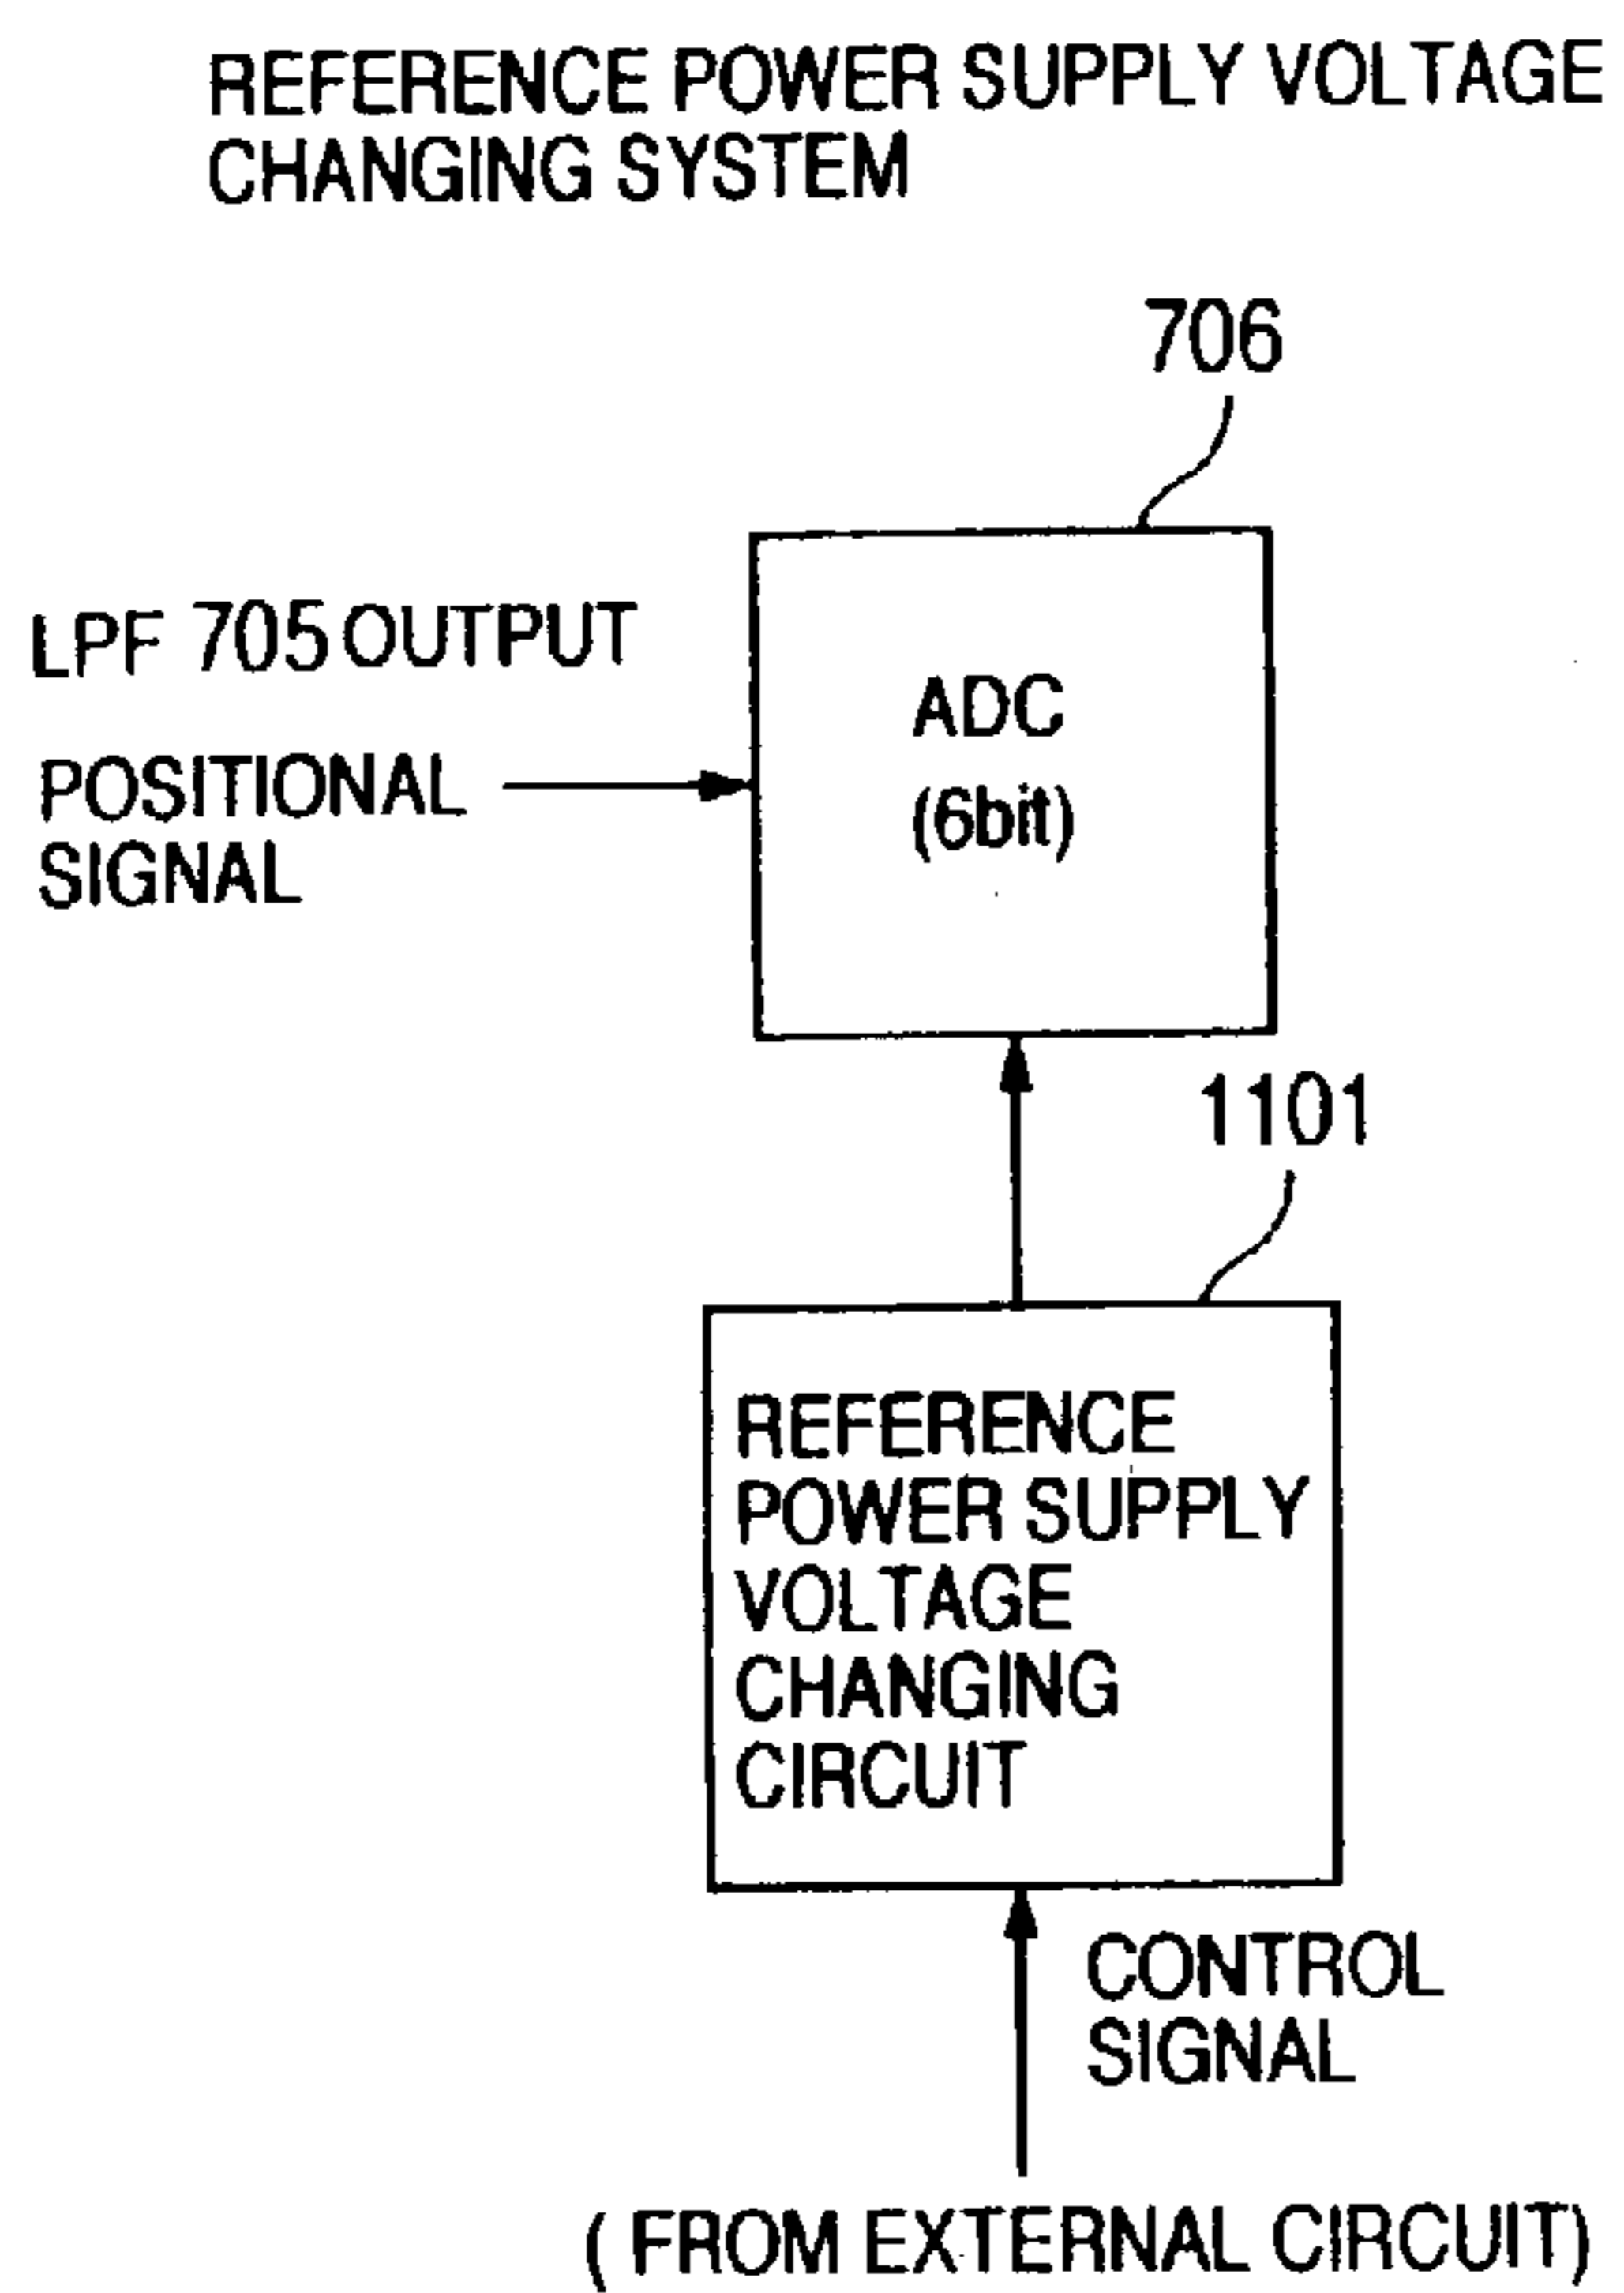 REFERENCE POWER SUPPLY VOLTAGE
CHANGING SYSTEM
706
LPF 705 OUTPUT
POSITIONAL
SIGNAL
ADC
(6bit)
1101
REFERENCE
POWER SUPPLY
VOLTAGE
CHANGING
CIRCUIT
CONTROL
SIGNAL
( FROM EXTERNAL CIRCUIT)